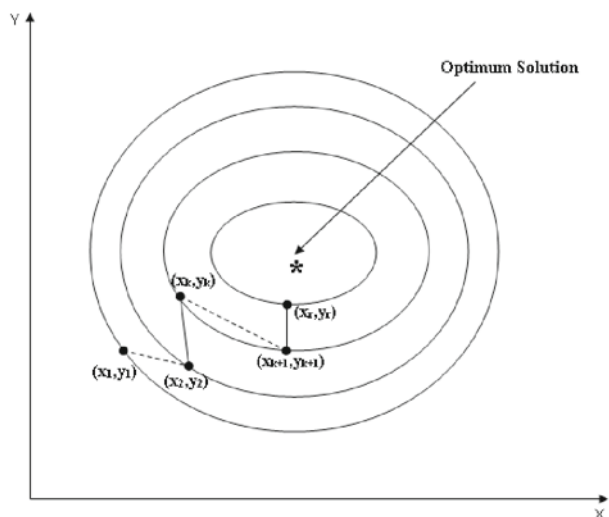 Y
Optimum Solution
*
(xk,yk)
(xr,yr)
(xk+1,yk+1)
(x1,y1)
(x2,y2)
X